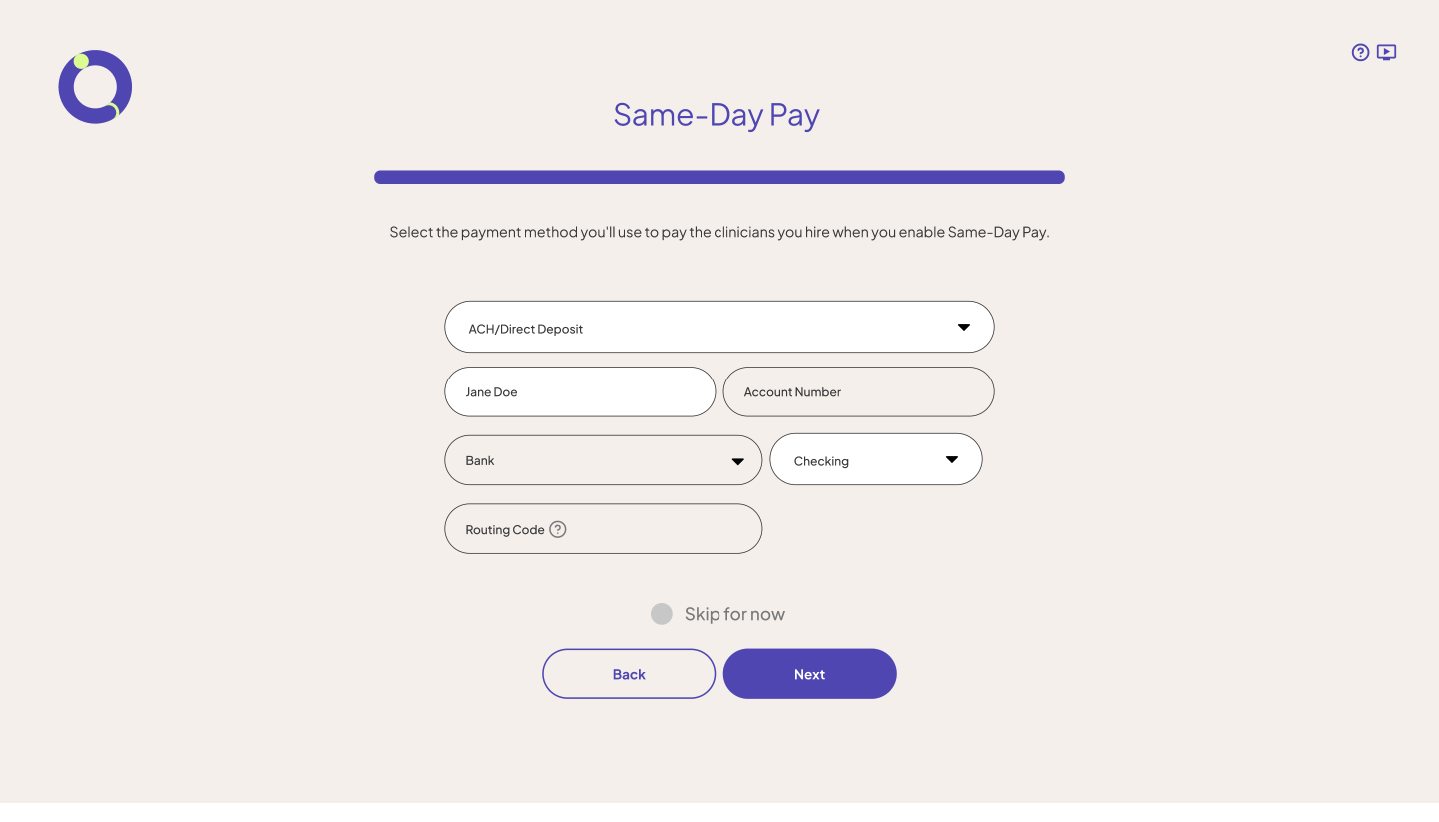 Same-Day Pay
Select the payment method you'll use to pay the clinicians you hire when you enable Same-Day Pay.
ACH/Direct Deposit
Jane Doe
Account Number
Bank
Checking
Routing Code
Skip for now
Back
Next